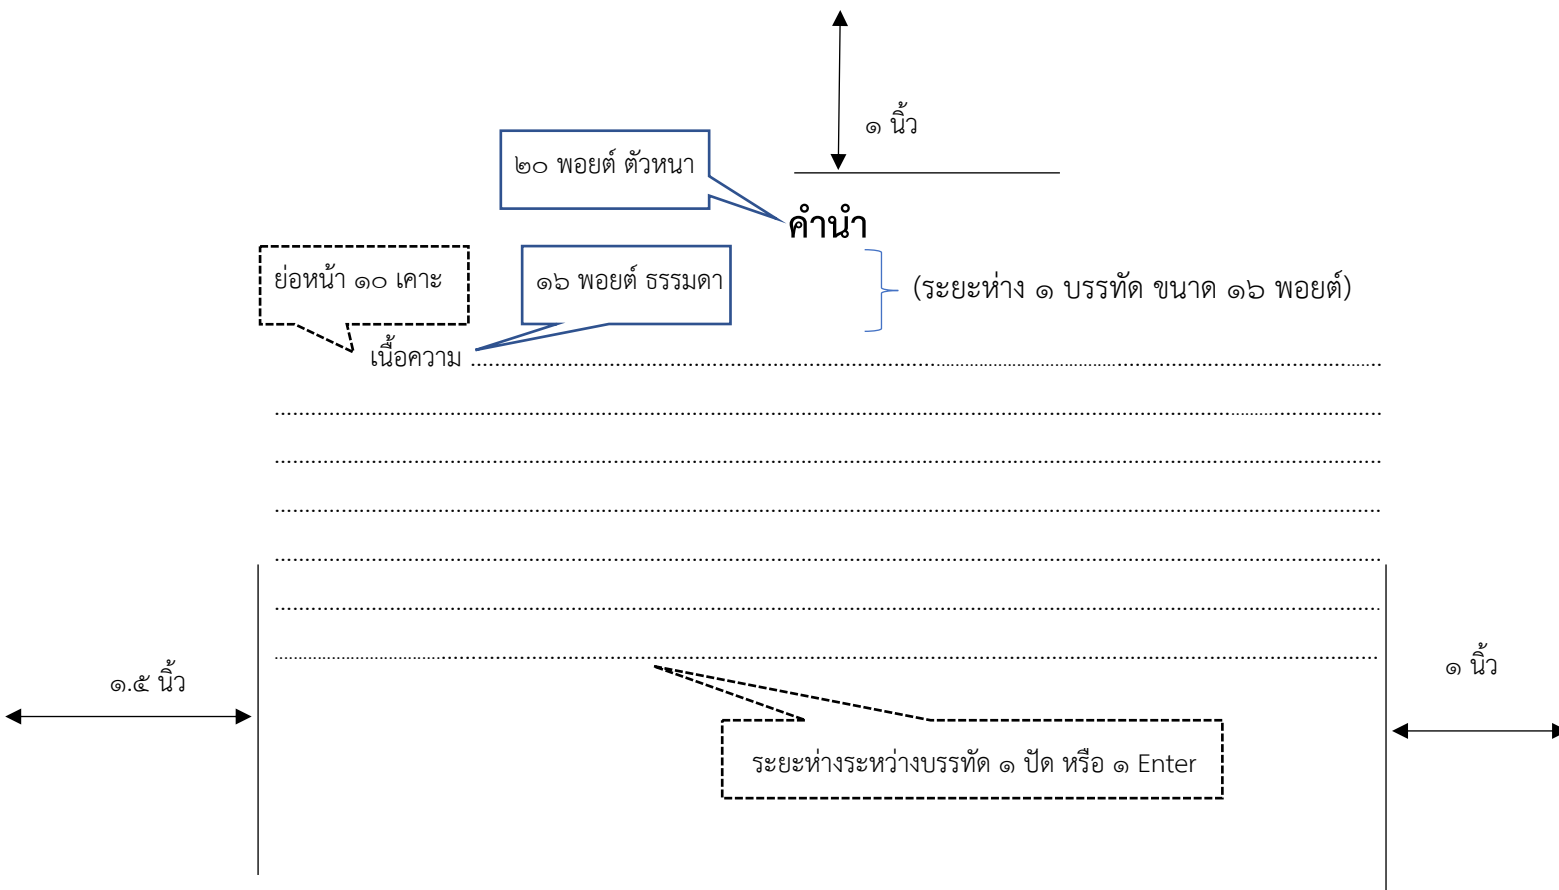 ๑ นิ้ว
๒๐ พอยต์ ตัวหนา
คำนำ
ย่อหน้า ๑๐ เคาะ
๑๖ พอยต์ ธรรมดา
(ระยะห่าง ๑ บรรทัด ขนาด ๑๖ พอยต์)
เนื้อความ
๑.๕ นิ้ว
๑ นิ้ว
ระยะห่างระหว่างบรรทัด ๑ ปัด หรือ ๑ Enter